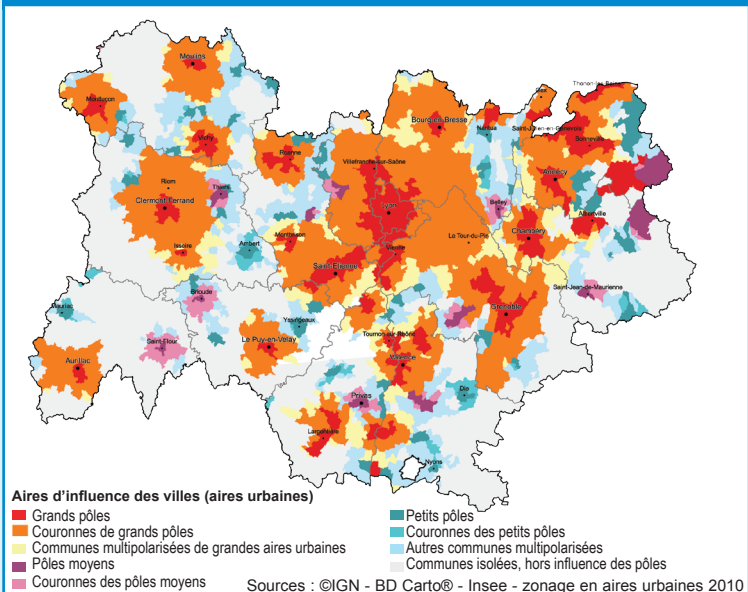 Moulins
Montluçon
Vichy
Riom
Clermont-Ferrand
Thiers
Issoire
Ambert
Montbrison
Roanne
Villefranche-sur-Saône
Lyon
Vienne
Saint-Etienne
Bourg-en-Bresse
Nantua
Gex
Thonon-les-Bains
Saint-Julien-en-Genevois
Bonneville
Annecy
Belley
La Tour-du-Pin
Chambéry
Albertville
Saint-Jean-de-Maurienne
Grenoble
Mauriac
Brioude
Saint-Flour
Aurillac
Yssingeaux
Le Puy-en-Velay
Tournon-sur-Rhône
Valence
Privas
Die
Largentière
Nyons
Aires d’influence des villes (aires urbaines)
Grands pôles
Couronnes de grands pôles
Communes multipolarisées de grandes aires urbaines
Pôles moyens
Couronnes des pôles moyens
Petits pôles
Couronnes des petits pôles
Autres communes multipolarisées
Communes isolées, hors influence des pôles
Sources : ©IGN - BD Carto® - Insee - zonage en aires urbaines 2010